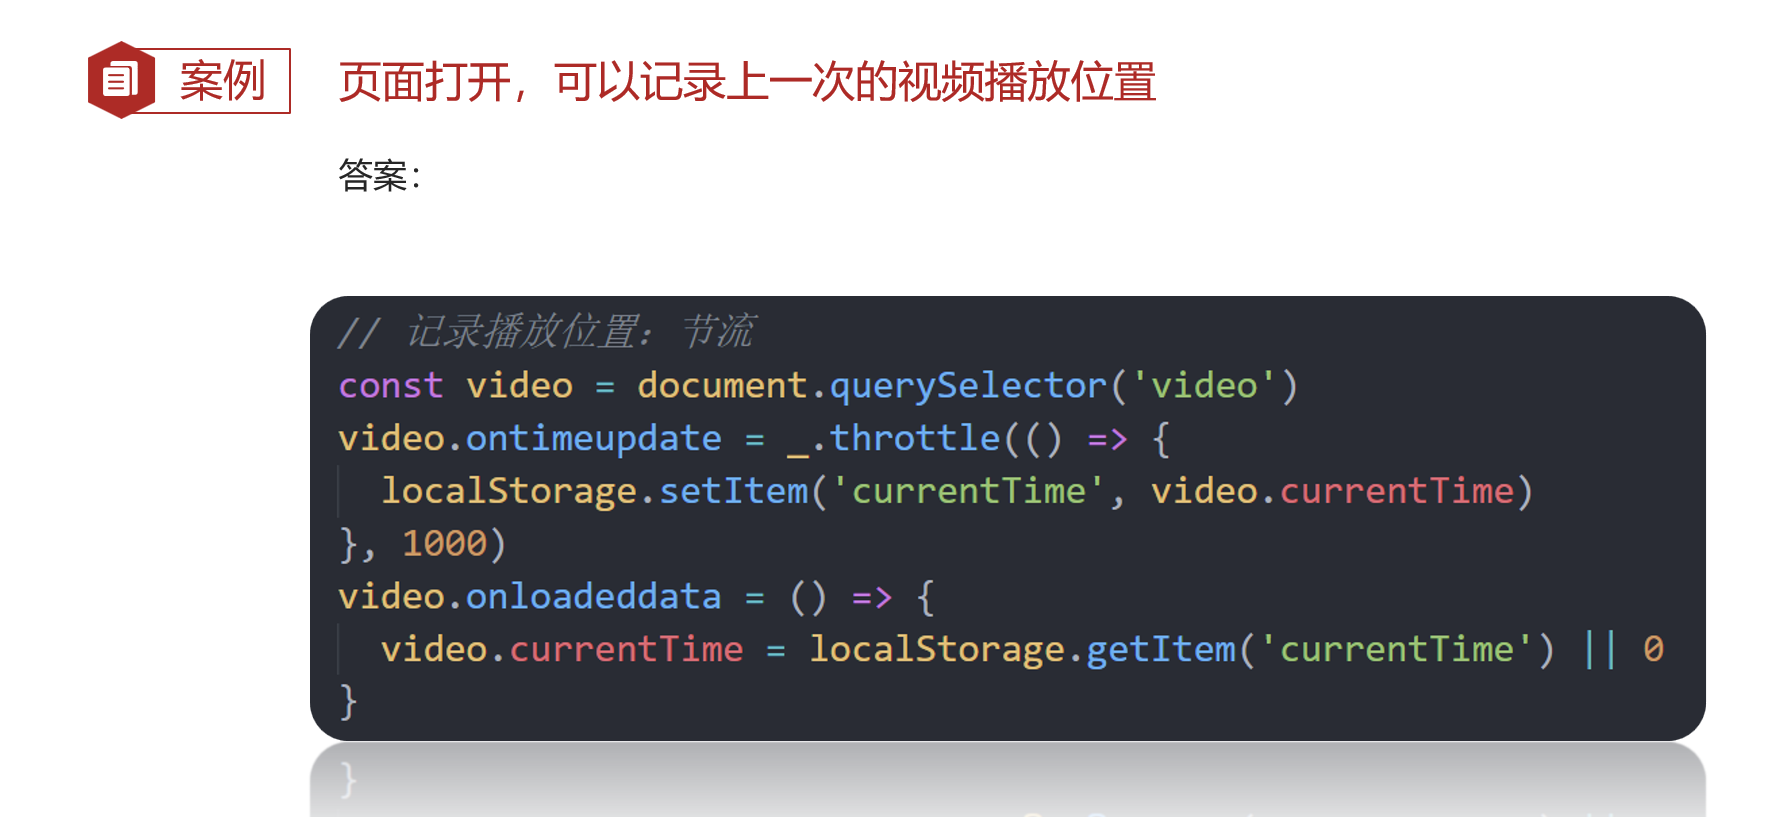 案例
页面打开，可以记录上一次的视频播放位置
答案：
// 记录播放位置：节流
const video = document.querySelector('video')
video.ontimeupdate = _.throttle(() => {
  localStorage.setItem('currentTime', video.currentTime)
}, 1000)
video.onloadeddata = () => {
  video.currentTime = localStorage.getItem('currentTime') || 0
}